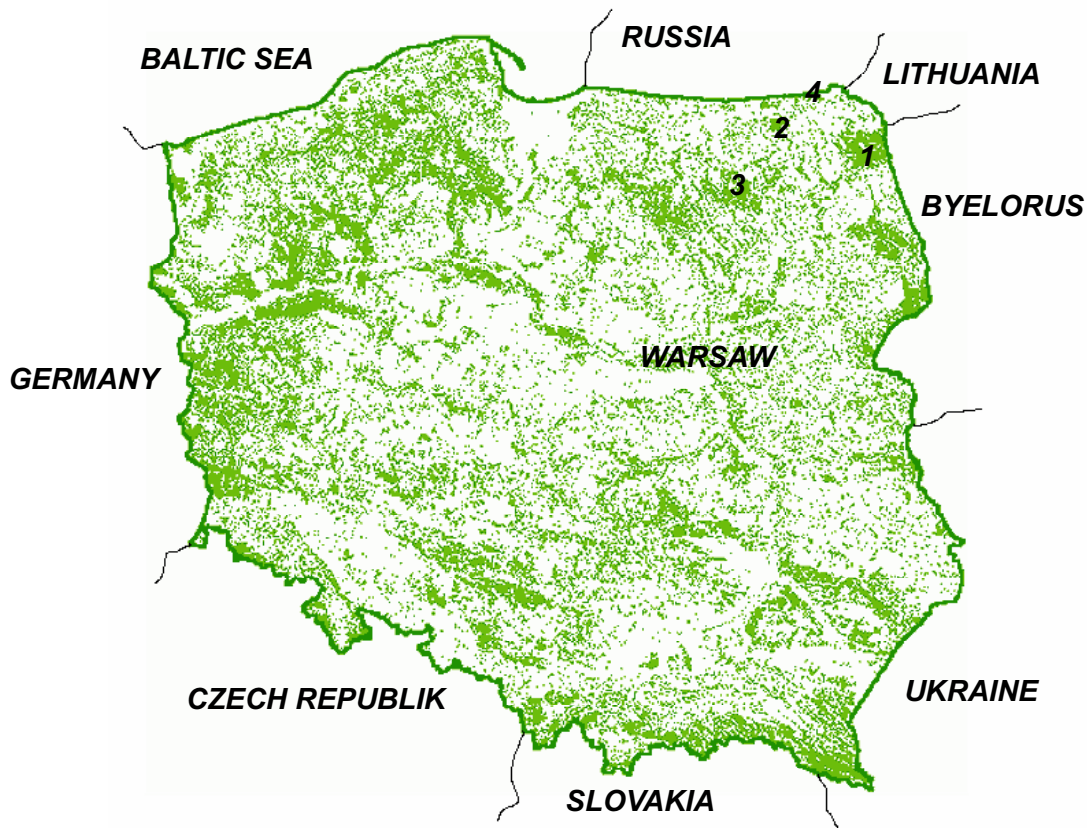 RUSSIA
BALTIC SEA
LITHUANIA
4
2
1
3
BYELORUS
WARSAW
GERMANY
UKRAINE
CZECH REPUBLIK
SLOVAKIA